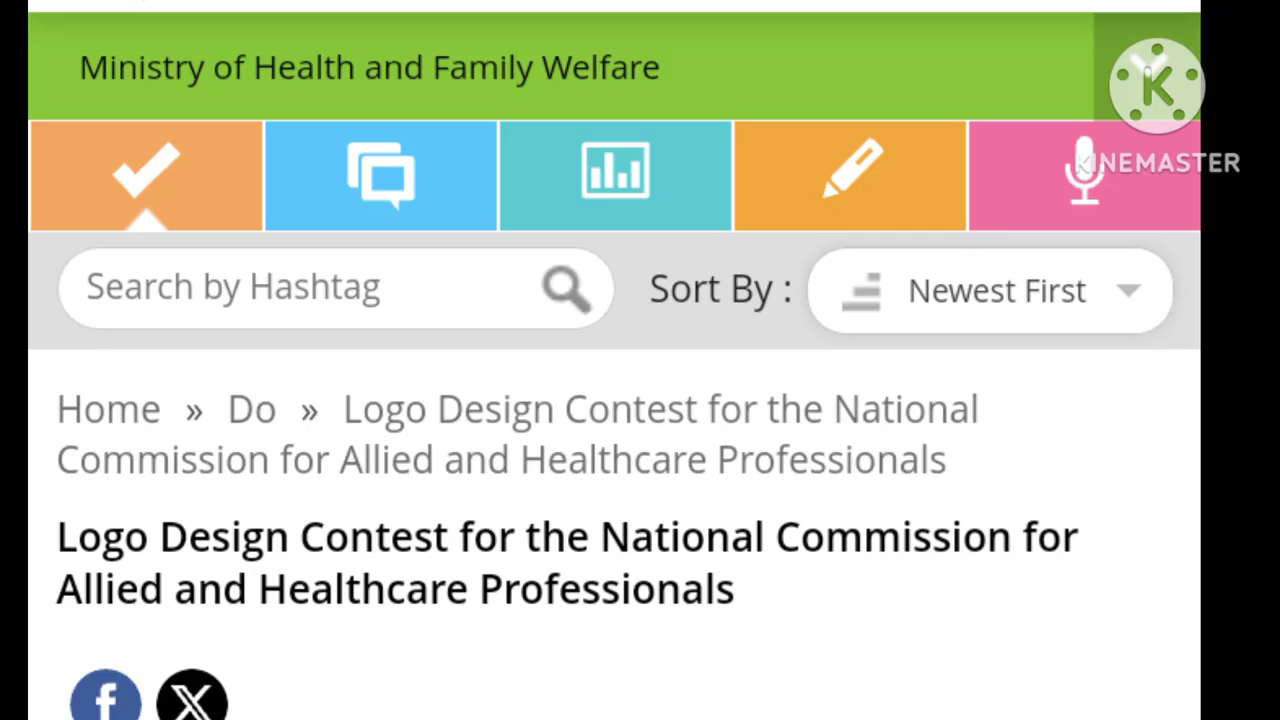 Ministry of Health and Family Welfare
K
KINEMASTER
Search by Hashtag
Sort By :
Newest First
Home » Do » Logo Design Contest for the National
Commission for Allied and Healthcare Professionals
Logo Design Contest for the National Commission for
Allied and Healthcare Professionals
f X